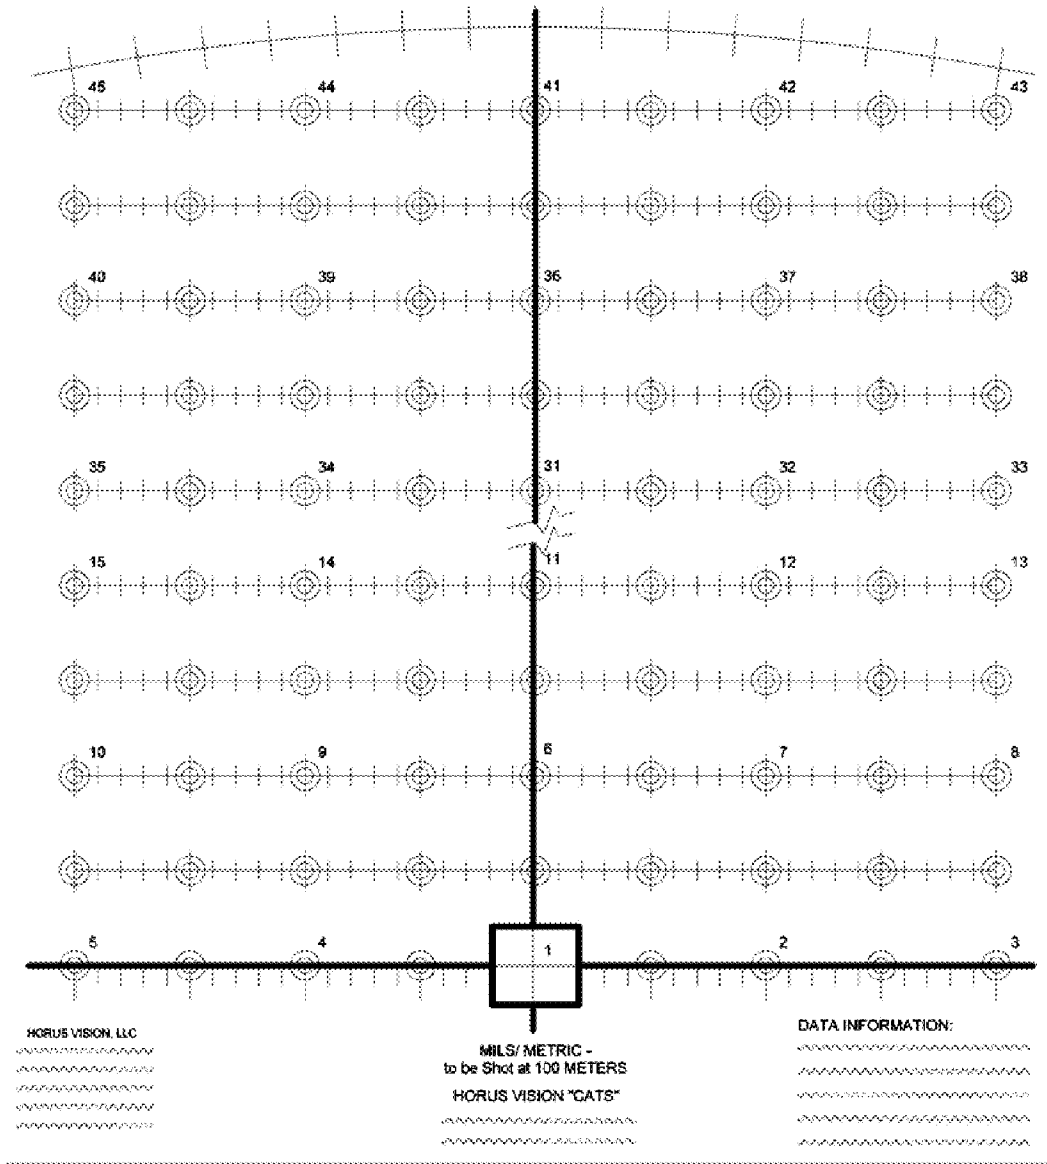 45 44 41 42 43
40 39 36 37 38
35 34 31 32 33
15 14 11 12 13
10 9 6 7 8
5 4 1 2 3
HORUS VISION, LLC
MILS/ METRIC -
to be Shot at 100 METERS
HORUS VISION "CATS"
DATA INFORMATION: